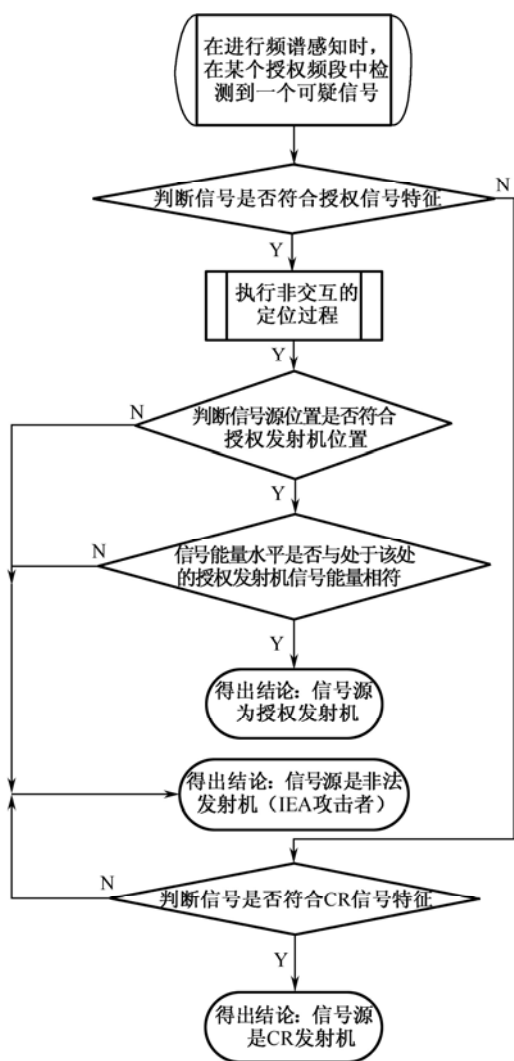 在进行频谱感知时，
在某个授权频段中检
测到一个可疑信号
N
判断信号是否符合授权信号特征
Y
执行非交互的
定位过程
Y
N
判断信号源位置是否符合
授权发射机位置
Y
N
信号能量水平是否与处于该处
的授权发射机信号能量相符
Y
得出结论：信号源
为授权发射机
得出结论：信号源是非法
发射机（IEA攻击者）
N
判断信号是否符合CR信号特征
Y
得出结论：信号源
是CR发射机